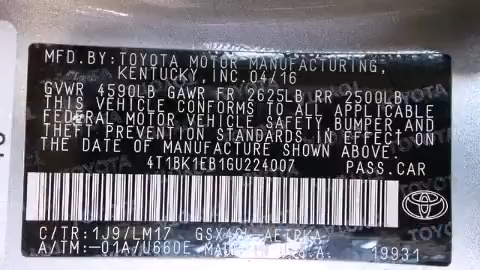 MFD. BY: TOYOTA MOTOR MANUFACTURING,
KENTUCKY, INC. 04/16
GVWR 4590LB GAWR FR 2625LB RR 2500LB
THIS VEHICLE CONFORMS TO ALL APPLICABLE
FEDERAL MOTOR VEHICLE SAFETY, BUMPER AND
THEFT PREVENTION STANDARDS IN EFFECT ON
THE DATE OF MANUFACTURE SHOWN ABOVE.
4T1BK1EB1GU224007 PASS.CAR
C/TR:1J9/LM17
A/TM:-01A/U660E 19931
TOYOTA